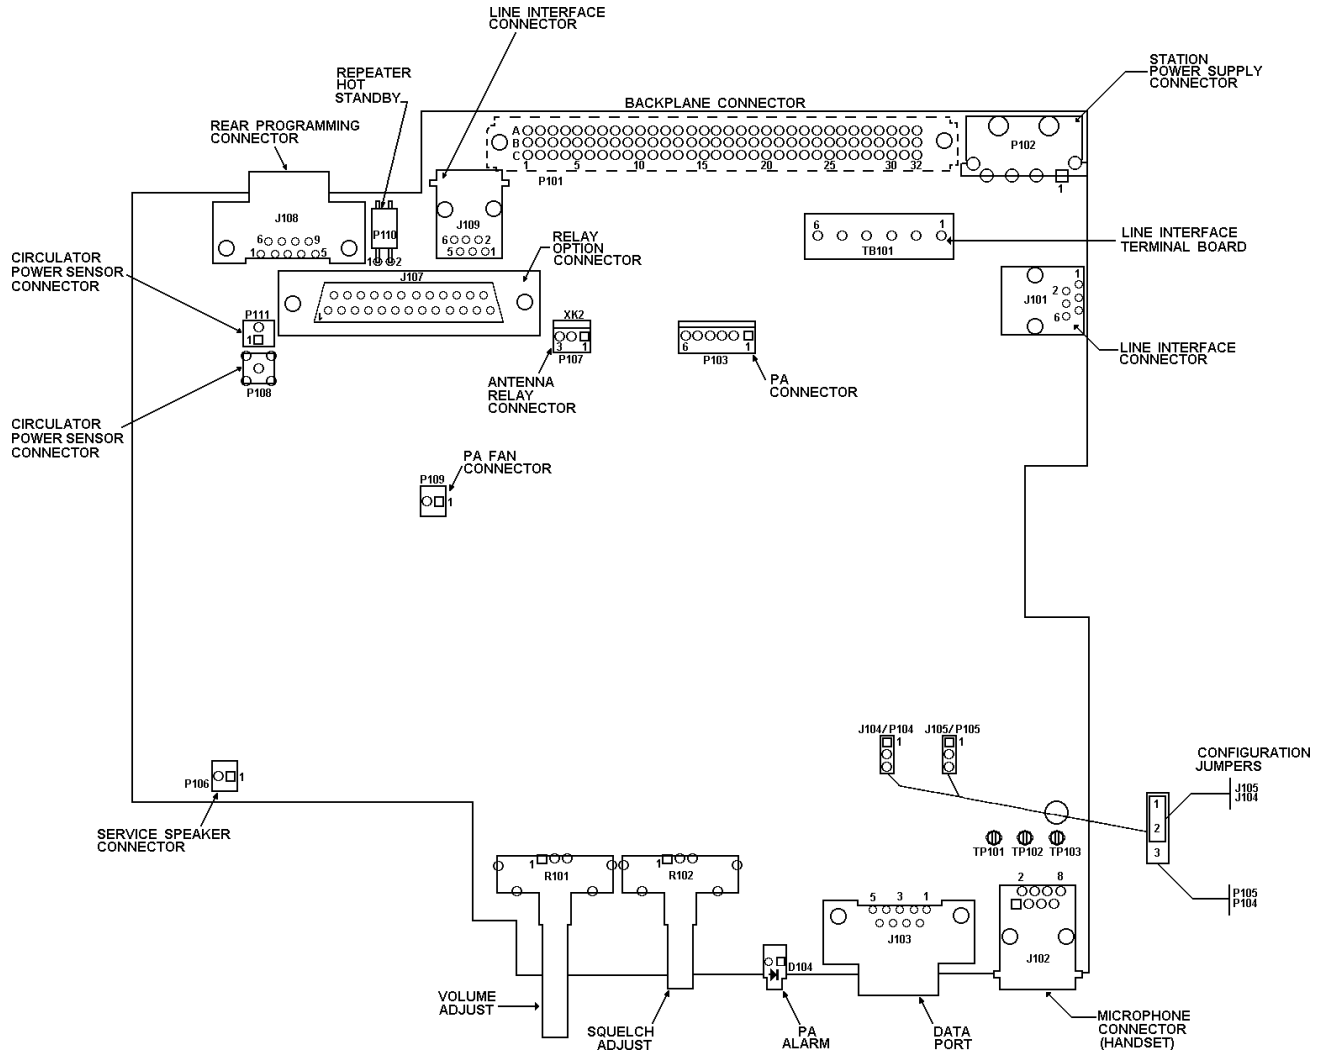 LINE INTERFACE
CONNECTOR
STATION
POWER SUPPLY
CONNECTOR
REPEATER
HOT
STANDBY
BACKPLANE CONNECTOR
REAR PROGRAMMING
CONNECTOR
A
B
C
1 5 10 15 20 25 30 32
P101
P102
1
J108
6 9
1 5
P110
1 2
J109
6 2
5 1
6 1
TB101
LINE INTERFACE
TERMINAL BOARD
RELAY
OPTION
CONNECTOR
CIRCULATOR
POWER SENSOR
CONNECTOR
J107
1
J101
1
2
6
P111
1
XK2
3 1
P107
6 1
P103
LINE INTERFACE
CONNECTOR
P108
ANTENNA
RELAY
CONNECTOR
PA
CONNECTOR
CIRCULATOR
POWER SENSOR
CONNECTOR
PA FAN
CONNECTOR
P109
1
J104/P104
1
J105/P105
1
CONFIGURATION
JUMPERS
J105
J104
1
2
3
P105
P104
P106
1
SERVICE SPEAKER
CONNECTOR
TP101 TP102 TP103
1
R101
1
R102
2 8
J102
5 3 1
J103
D104
VOLUME
ADJUST
SQUELCH
ADJUST
PA
ALARM
DATA
PORT
MICROPHONE
CONNECTOR
(HANDSET)